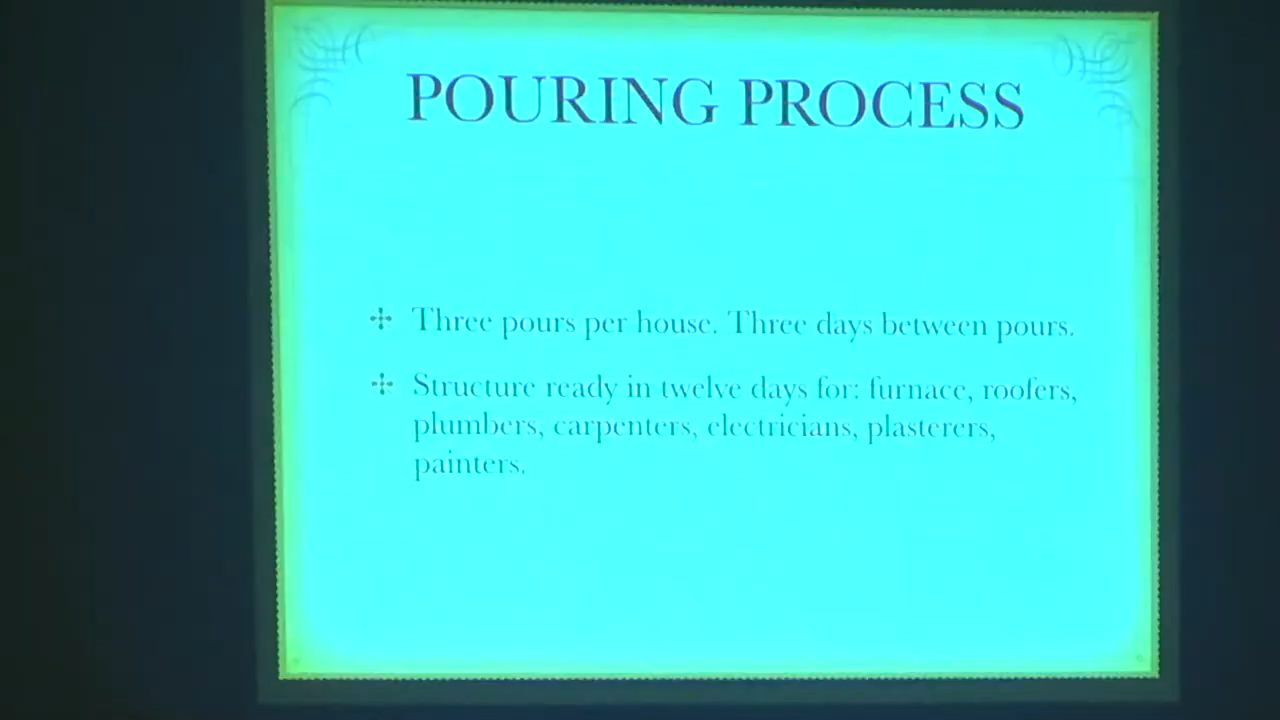 POURING PROCESS
Three pours per house. Three days between pours.
Structure ready in twelve days for: furnace, roofers,
plumbers, carpenters, electricians, plasterers,
painters.